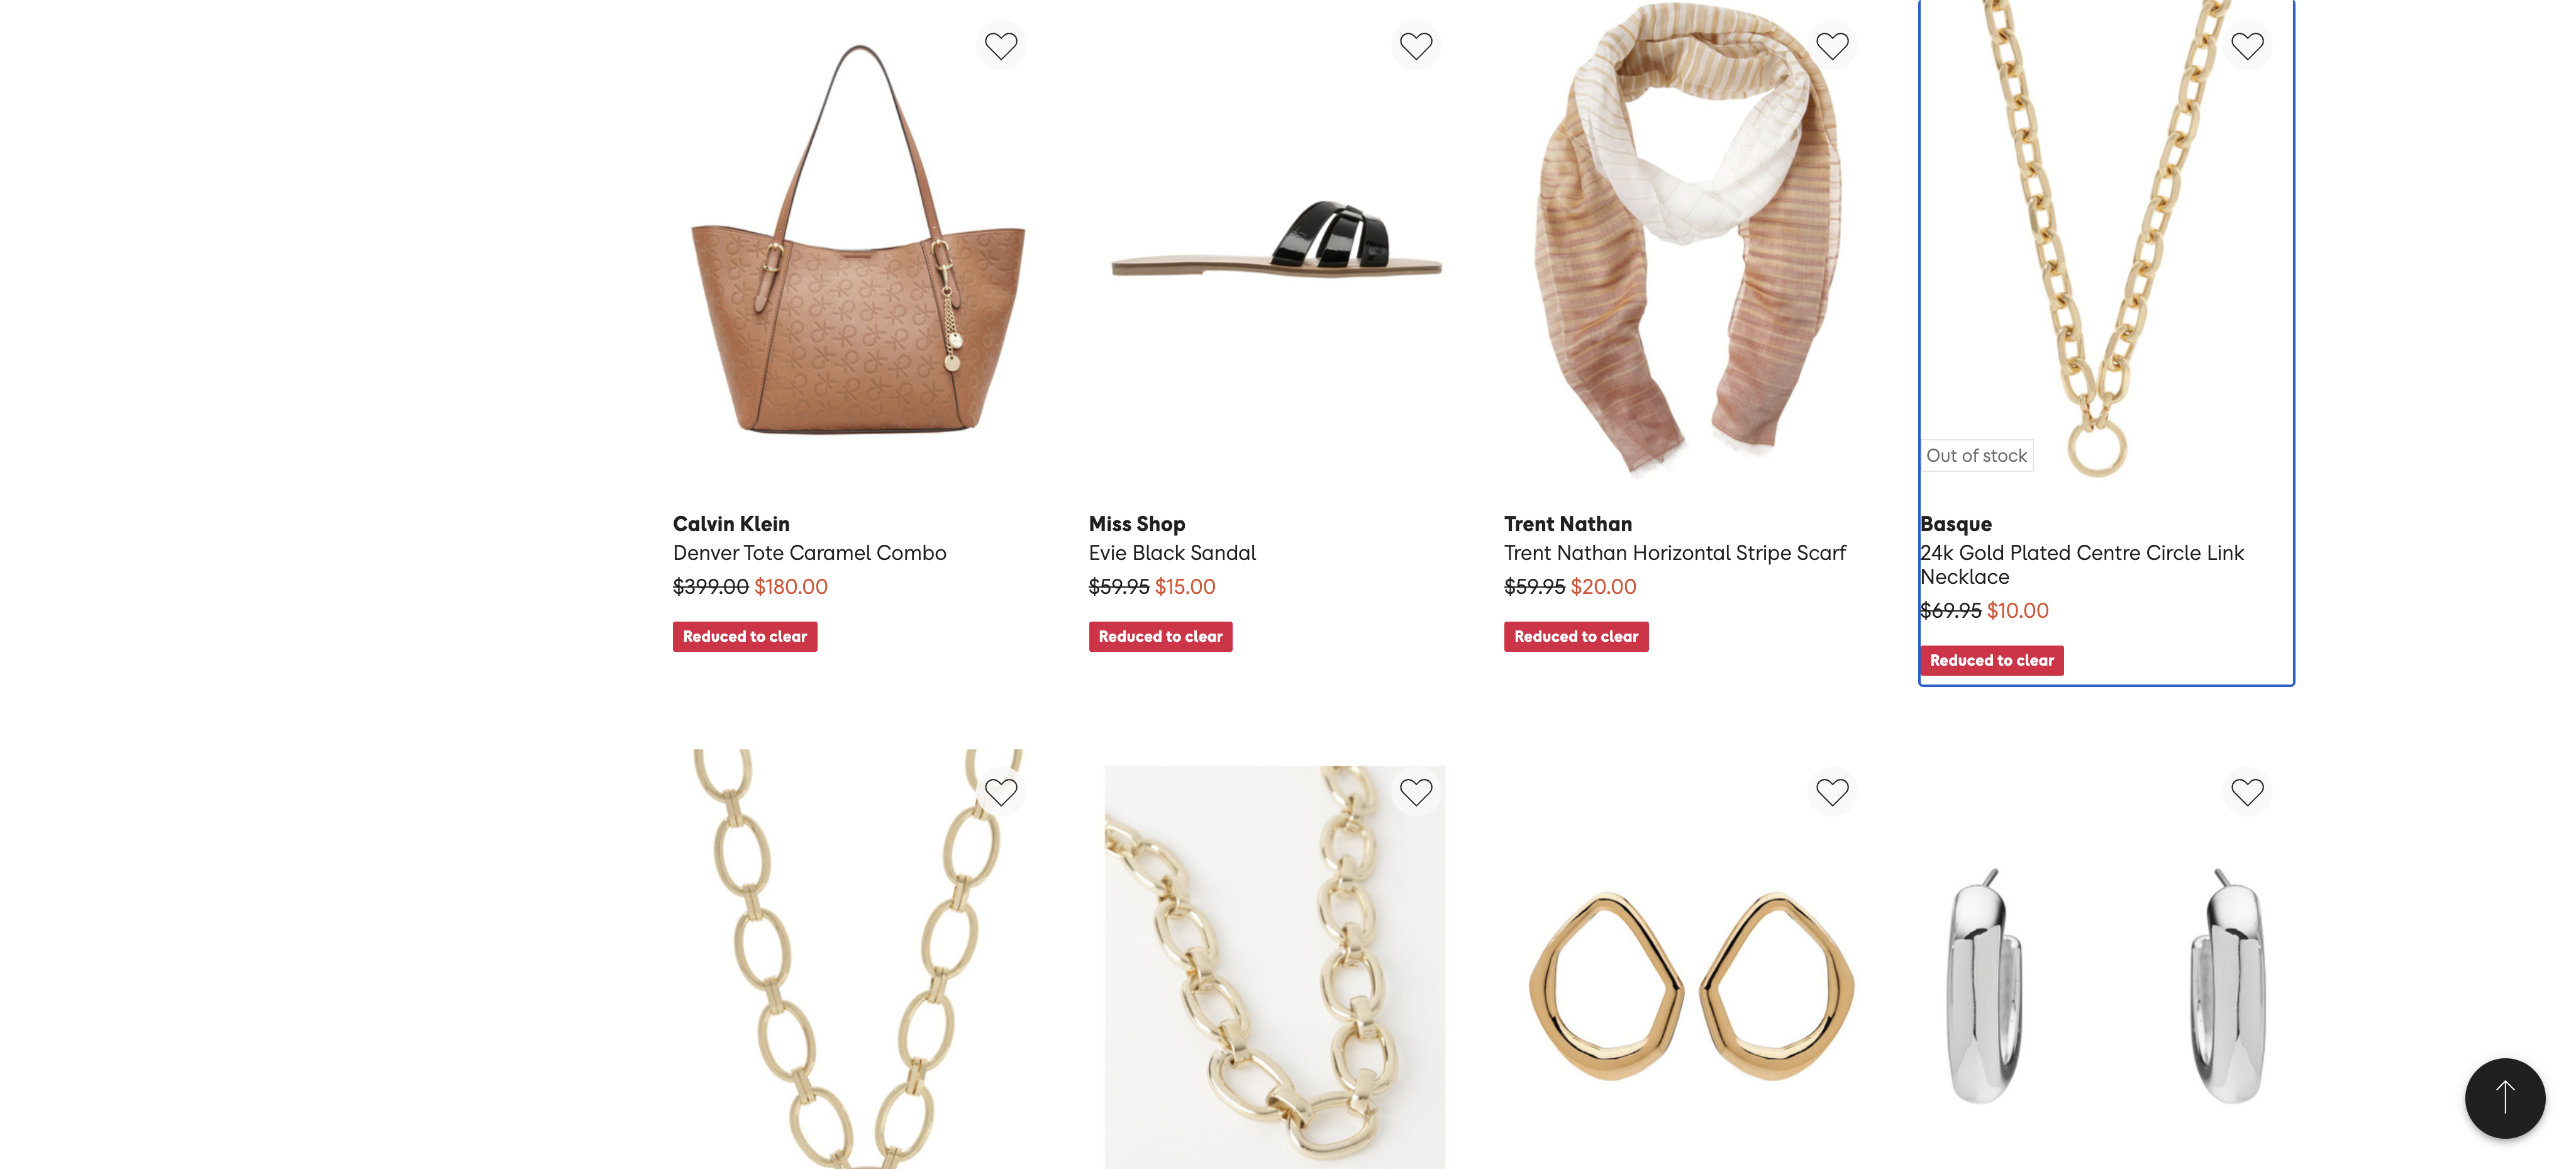 Out of stock
Calvin Klein
Denver Tote Caramel Combo
$399.00 $180.00
Reduced to clear
Miss Shop
Evie Black Sandal
$59.95 $15.00
Reduced to clear
Trent Nathan
Trent Nathan Horizontal Stripe Scarf
$59.95 $20.00
Reduced to clear
Basque
24k Gold Plated Centre Circle Link
Necklace
$69.95 $10.00
Reduced to clear